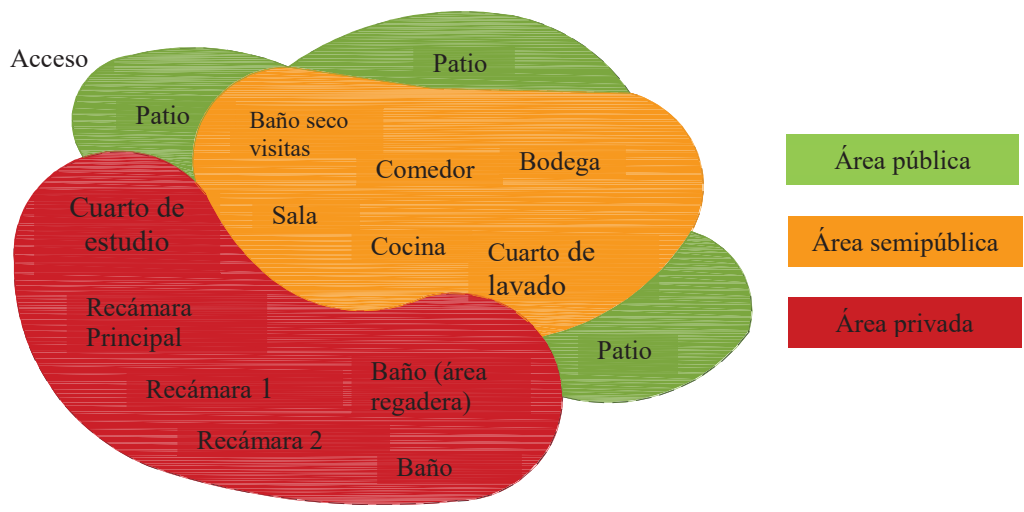 Acceso
Patio
Patio
Baño seco
visitas
Comedor
Bodega
Sala
Cocina
Cuarto de
lavado
Patio
Cuarto de
estudio
Recámara
Principal
Recámara 1
Baño (área
regadera)
Recámara 2
Baño
Área pública
Área semipública
Área privada